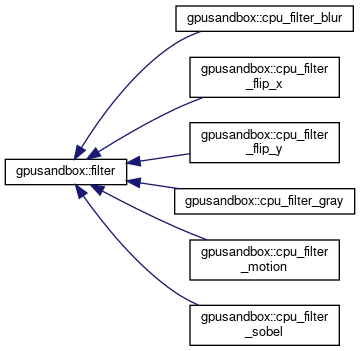 gpusandbox::cpu_filter_blur
gpusandbox::cpu_filter
_flip_x
gpusandbox::cpu_filter
_flip_y
gpusandbox::filter
gpusandbox::cpu_filter_gray
gpusandbox::cpu_filter
_motion
gpusandbox::cpu_filter
_sobel